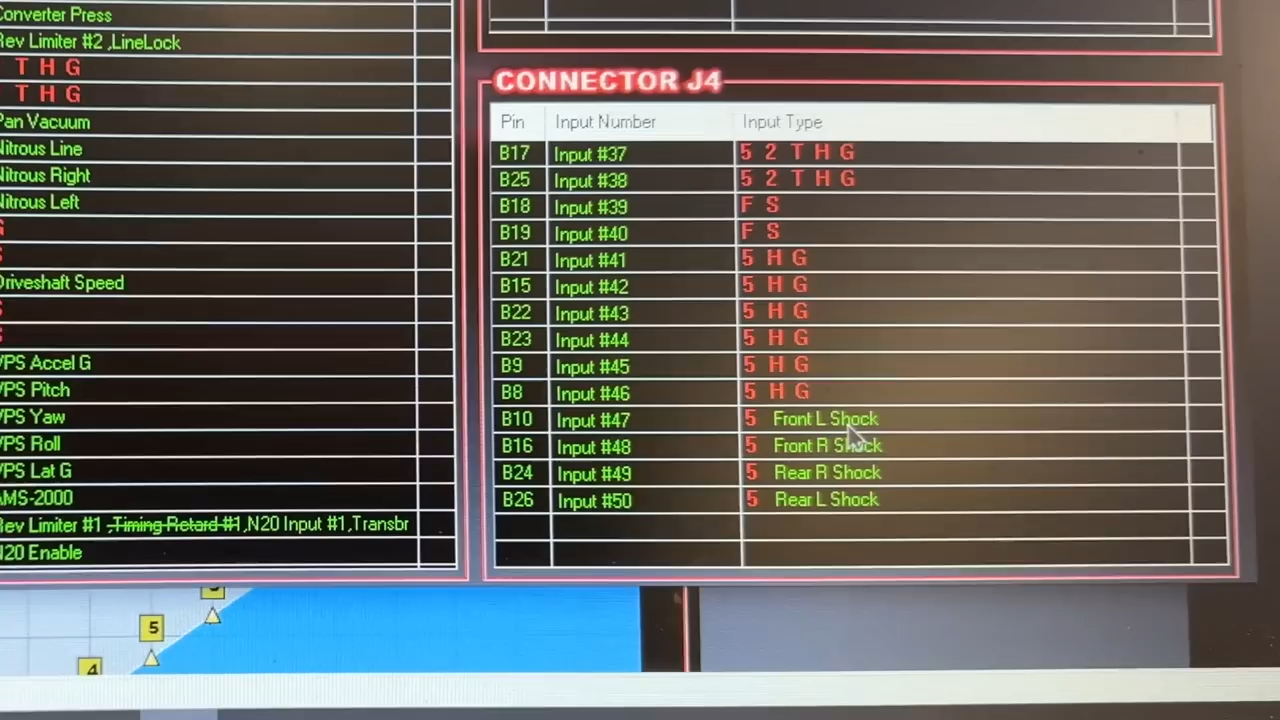 Converter Press
Rev Limiter #2 ,LineLock
T H G
T H G
Pan Vacuum
Nitrous Line
Nitrous Right
Nitrous Left
G
S
Driveshaft Speed
S
S
VPS Accel G
VPS Pitch
VPS Yaw
VPS Roll
VPS Lat G
AMS-2000
Rev Limiter #1 ,Timing Retard #1,N20 Input #1,Transbr
N20 Enable
CONNECTOR J4
Pin Input Number Input Type
B17 Input #37 5 2 T H G
B25 Input #38 5 2 T H G
B18 Input #39 F S
B19 Input #40 F S
B21 Input #41 5 H G
B15 Input #42 5 H G
B22 Input #43 5 H G
B23 Input #44 5 H G
B9 Input #45 5 H G
B8 Input #46 5 H G
B10 Input #47 5 Front L Shock
B16 Input #48 5 Front R Shock
B24 Input #49 5 Rear R Shock
B26 Input #50 5 Rear L Shock
5
4